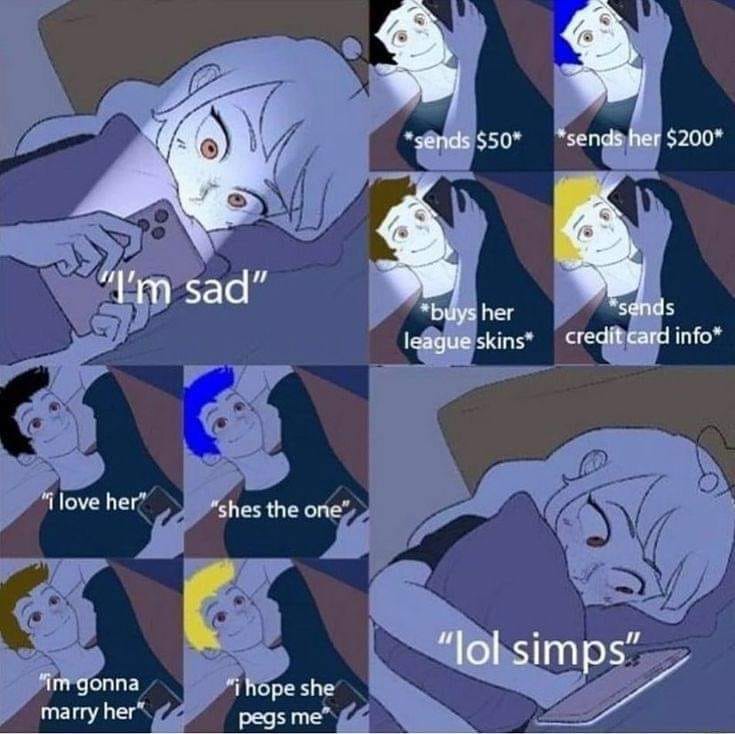 "I'm sad"
*sends $50*
*sends her $200*
*buys her
league skins*
*sends
credit card info*
"i love her"
"shes the one"
"im gonna
marry her"
"i hope she
pegs me"
"lol simps"